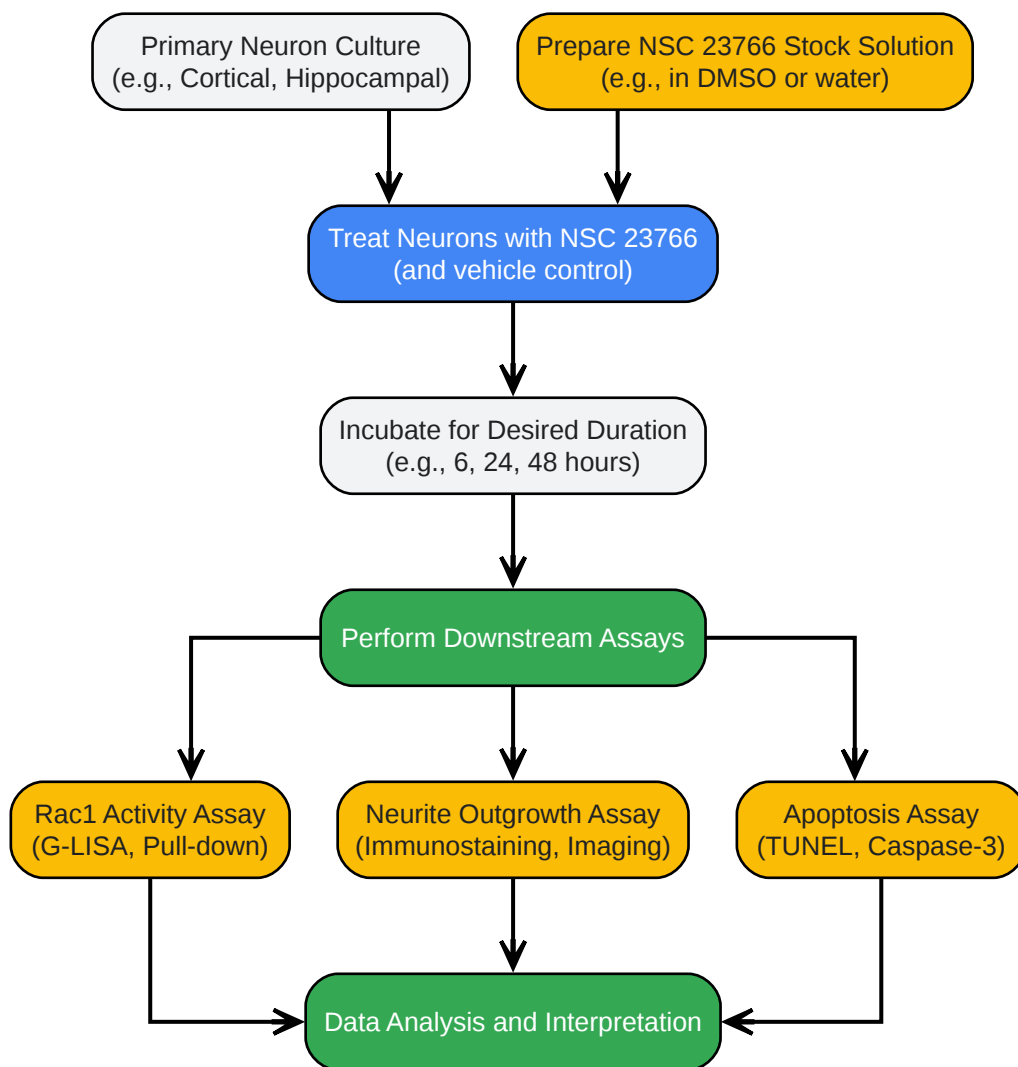 Primary Neuron Culture
(e.g., Cortical, Hippocampal)
Prepare NSC 23766 Stock Solution
(e.g., in DMSO or water)
Treat Neurons with NSC 23766
(and vehicle control)
Incubate for Desired Duration
(e.g., 6, 24, 48 hours)
Perform Downstream Assays
Rac1 Activity Assay
(G-LISA, Pull-down)
Neurite Outgrowth Assay
(Immunostaining, Imaging)
Apoptosis Assay
(TUNEL, Caspase-3)
Data Analysis and Interpretation